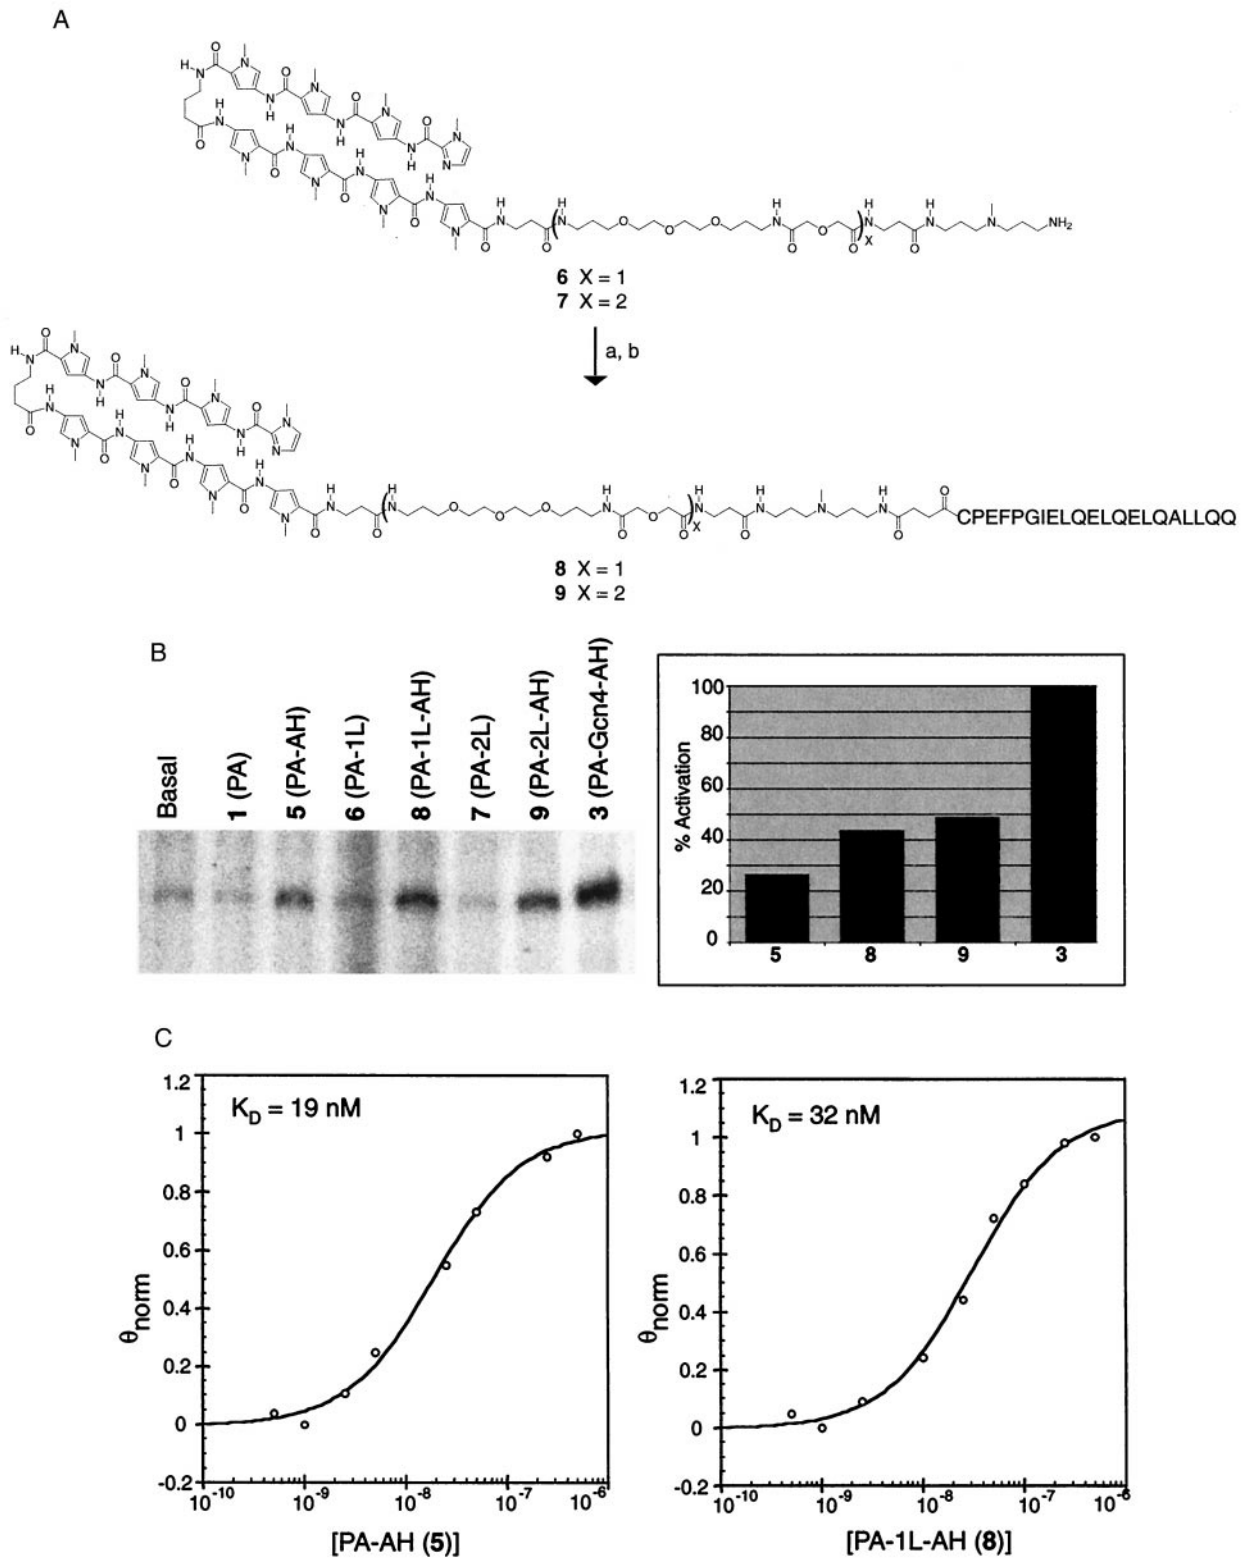 A
6 X = 1
7 X = 2
a, b
CPEFPGIELQELQELQELQALLQQ
8 X = 1
9 X = 2
B
Basal
1 (PA)
5 (PA-AH)
6 (PA-1L)
8 (PA-1L-AH)
7 (PA-2L)
9 (PA-2L-AH)
3 (PA-Gcn4-AH)
% Activation
100
80
60
40
20
0
5 8 9 3
C
K_D = 19 nM
θnorm
1.2
1
0.8
0.6
0.4
0.2
0
-0.2
10^-10 10^-9 10^-8 10^-7 10^-6
[PA-AH (5)]
K_D = 32 nM
θnorm
1.2
1
0.8
0.6
0.4
0.2
0
-0.2
10^-10 10^-9 10^-8 10^-7 10^-6
[PA-1L-AH (8)]